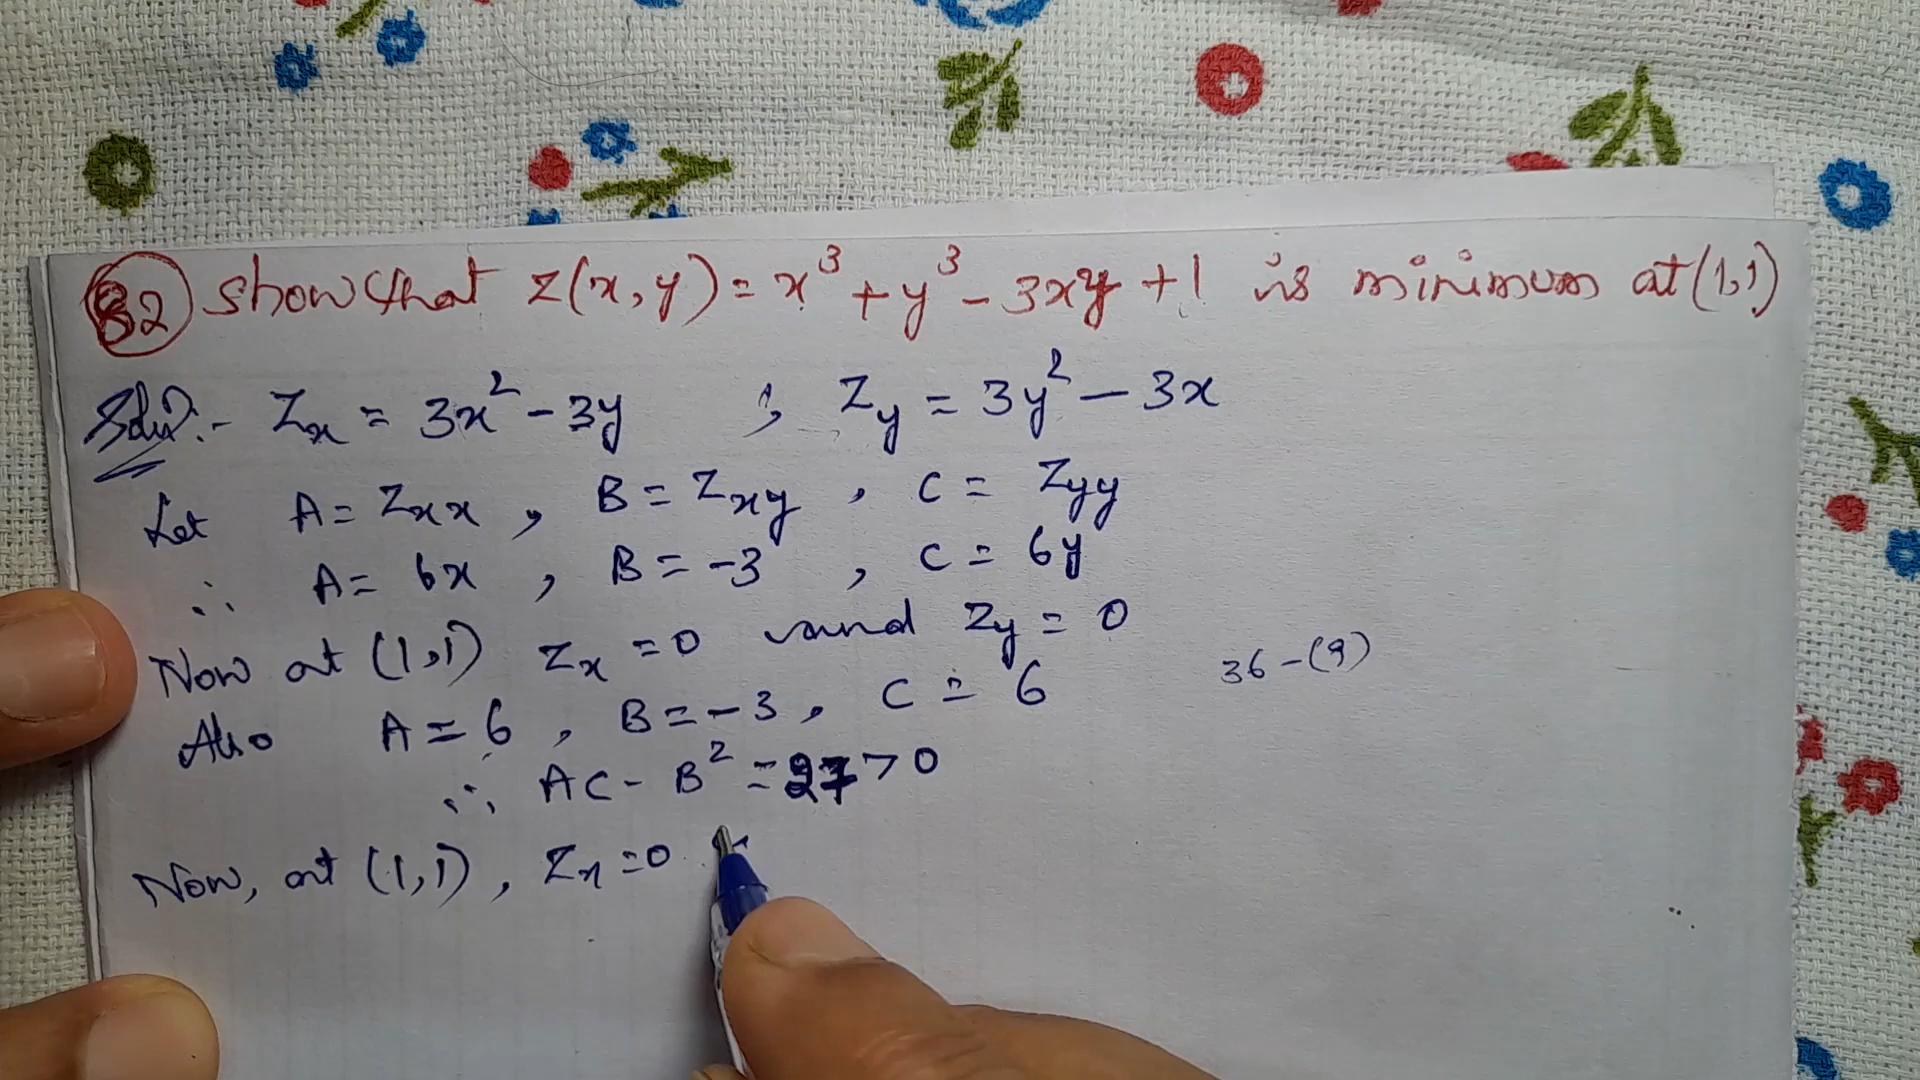 32 Show that z(x,y) = x³ + y³ - 3xy + 1 is minimum at (1,1)
Soln:- Zx = 3x² - 3y ; Zy = 3y² - 3x
Let A = Zxx , B = Zxy , C = Zyy
∴ A = 6x , B = -3 , C = 6y
Now at (1,1) Zx = 0 and Zy = 0
36 - (9)
Also A = 6 , B = -3 , C = 6
∴ AC - B² = 27 > 0
Now, at (1,1) , Zx = 0